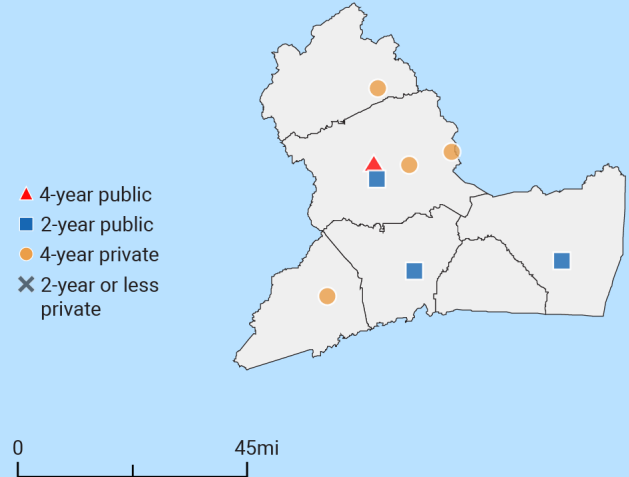 4-year public
2-year public
4-year private
2-year or less
private
0
45mi